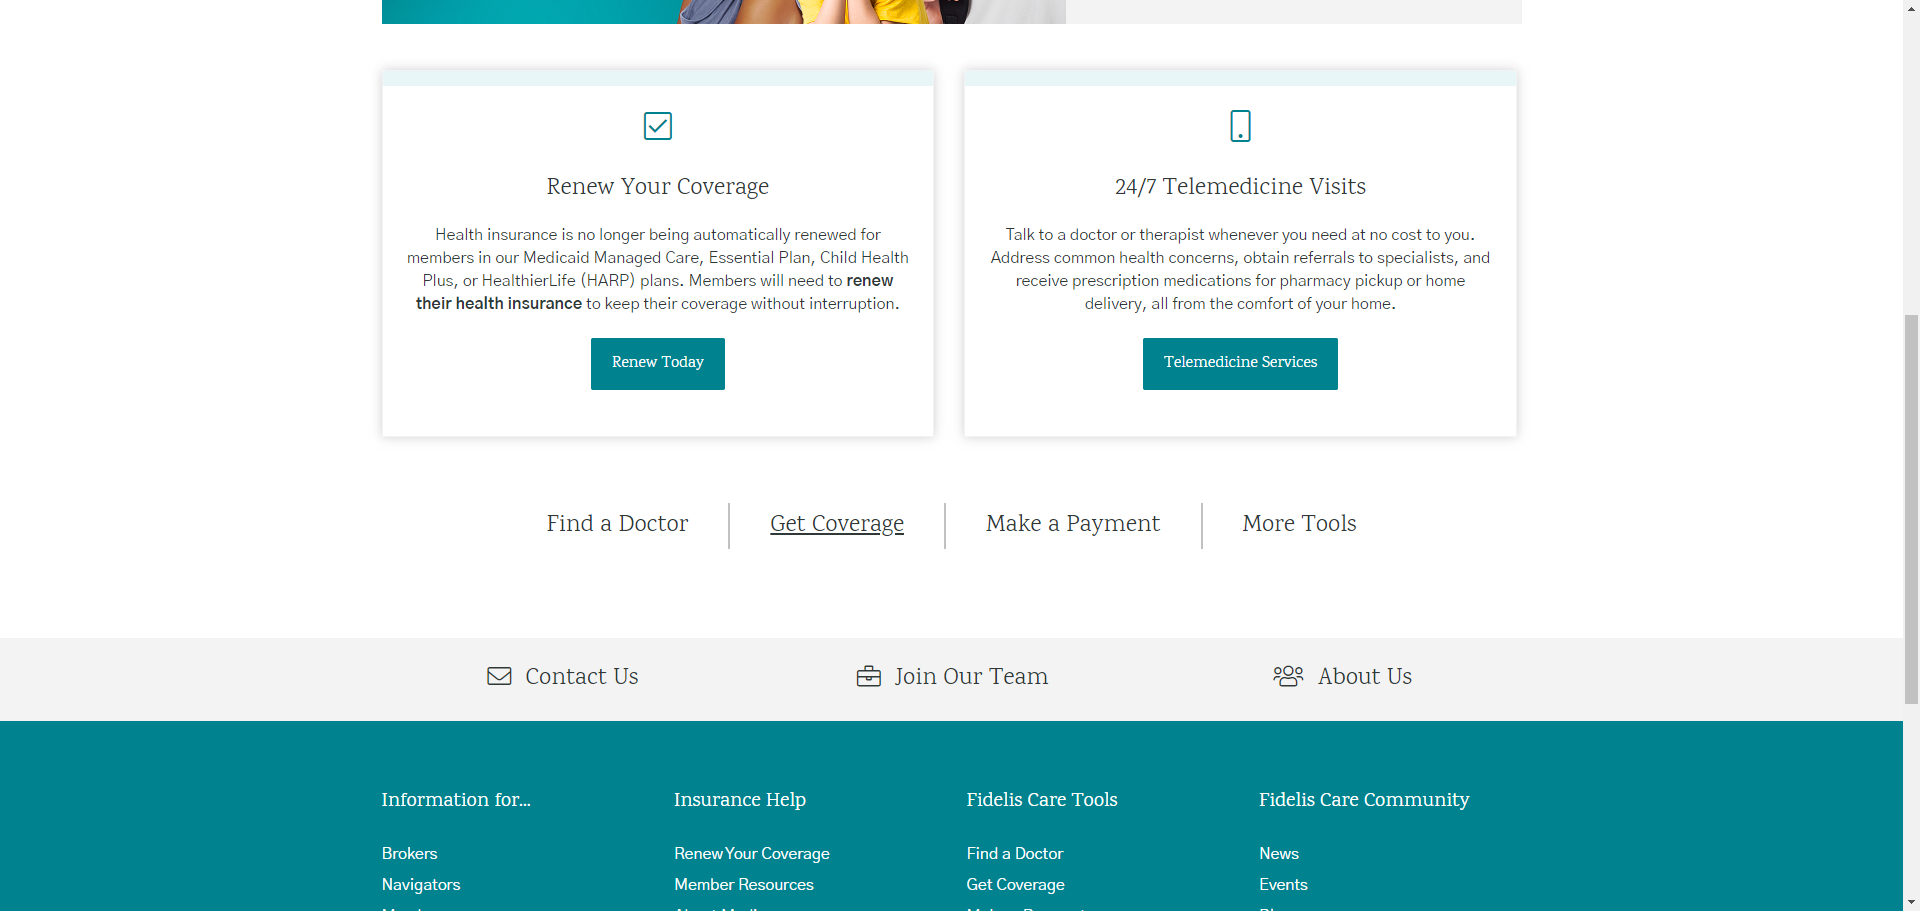 Renew Your Coverage
Health insurance is no longer being automatically renewed for
members in our Medicaid Managed Care, Essential Plan, Child Health
Plus, or HealthierLife (HARP) plans. Members will need to renew
their health insurance to keep their coverage without interruption.
Renew Today
24/7 Telemedicine Visits
Talk to a doctor or therapist whenever you need at no cost to you.
Address common health concerns, obtain referrals to specialists, and
receive prescription medications for pharmacy pickup or home
delivery, all from the comfort of your home.
Telemedicine Services
Find a Doctor
Get Coverage
Make a Payment
More Tools
Contact Us
Join Our Team
About Us
Information for...
Brokers
Navigators
Insurance Help
Renew Your Coverage
Member Resources
Fidelis Care Tools
Find a Doctor
Get Coverage
Fidelis Care Community
News
Events